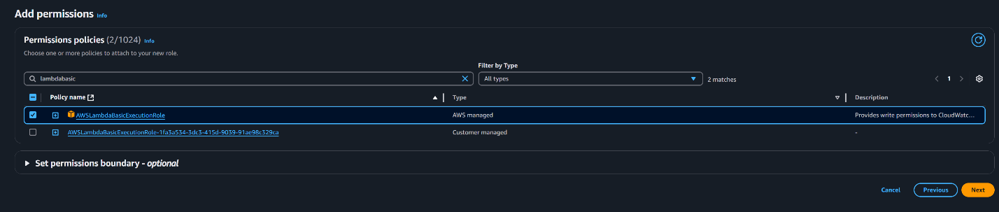 Add permissions Info
Permissions policies (2/1024) Info
Choose one or more policies to attach to your new role.
Filter by Type
lambdabasic
All types
2 matches
1
Policy name
Type
Description
AWSLambdaBasicExecutionRole
AWS managed
Provides write permissions to CloudWatc...
AWSLambdaBasicExecutionRole-1fa3a534-3dc3-415d-9039-91ae98c329ca
Customer managed
-
Set permissions boundary - optional
Cancel
Previous
Next